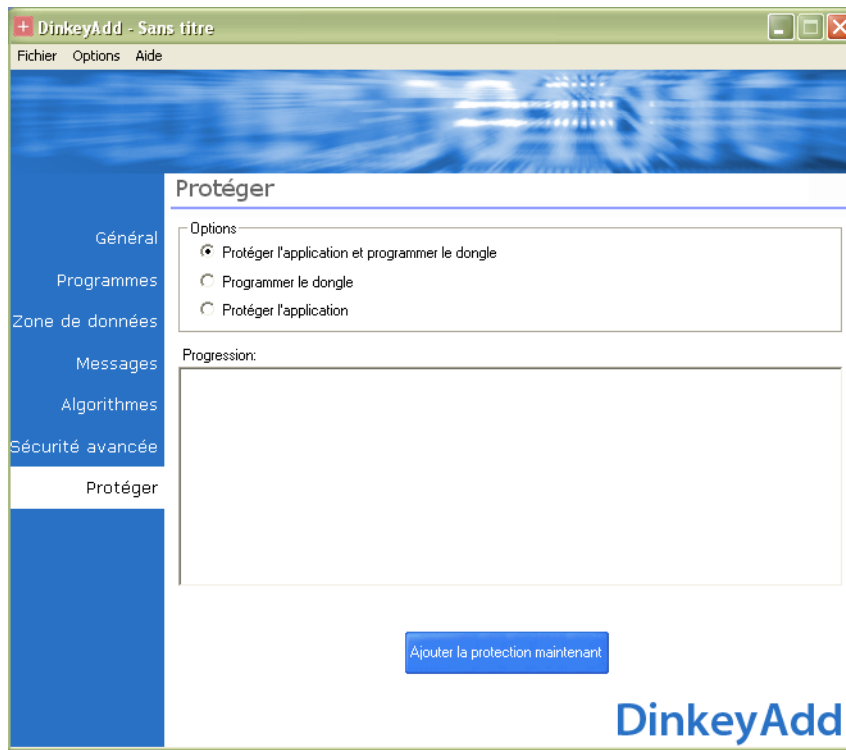 DinkeyAdd - Sans titre
Fichier Options Aide
Protéger
Général
Programmes
Zone de données
Messages
Algorithmes
Sécurité avancée
Protéger
Options
Protéger l'application et programmer le dongle
Programmer le dongle
Protéger l'application
Progression:
Ajouter la protection maintenant
DinkeyAdd